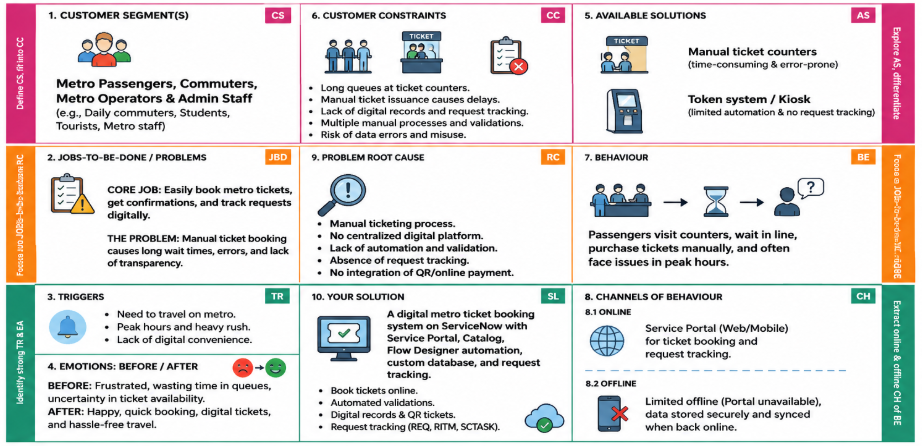 Define CS, fit into CC
1. CUSTOMER SEGMENT(S)
CS
Metro Passengers, Commuters,
Metro Operators & Admin Staff
(e.g., Daily commuters, Students,
Tourists, Metro staff)
6. CUSTOMER CONSTRAINTS
CC
TICKET
• Long queues at ticket counters.
• Manual ticket issuance causes delays.
• Lack of digital records and request tracking.
• Multiple manual processes and validations.
• Risk of data errors and misuse.
5. AVAILABLE SOLUTIONS
AS
TICKET
Manual ticket counters
(time-consuming & error-prone)
Token system / Kiosk
(limited automation & no request tracking)
Explore AS, differentiate
2. JOBS-TO-BE-DONE / PROBLEMS
JBD
CORE JOB: Easily book metro tickets,
get confirmations, and track requests
digitally.
THE PROBLEM: Manual ticket booking
causes long wait times, errors, and lack
of transparency.
9. PROBLEM ROOT CAUSE
RC
• Manual ticketing process.
• No centralized digital platform.
• Lack of automation and validation.
• Absence of request tracking.
• No integration of QR/online payment.
7. BEHAVIOUR
BE
?
Passengers visit counters, wait in line,
purchase tickets manually, and often
face issues in peak hours.
Identify strong TR & EA
3. TRIGGERS
TR
• Need to travel on metro.
• Peak hours and heavy rush.
• Lack of digital convenience.
4. EMOTIONS: BEFORE / AFTER
BEFORE: Frustrated, wasting time in queues,
uncertainty in ticket availability.
AFTER: Happy, quick booking, digital tickets,
and hassle-free travel.
10. YOUR SOLUTION
SL
A digital metro ticket booking
system on ServiceNow with
Service Portal, Catalog,
Flow Designer automation,
custom database, and request
tracking.
• Book tickets online.
• Automated validations.
• Digital records & QR tickets.
• Request tracking (REQ, RITM, SCTASK).
8. CHANNELS OF BEHAVIOUR
CH
8.1 ONLINE
Service Portal (Web/Mobile)
for ticket booking and
request tracking.
8.2 OFFLINE
Limited offline (Portal unavailable),
data stored securely and synced
when back online.
Extract online & offline CH of BE